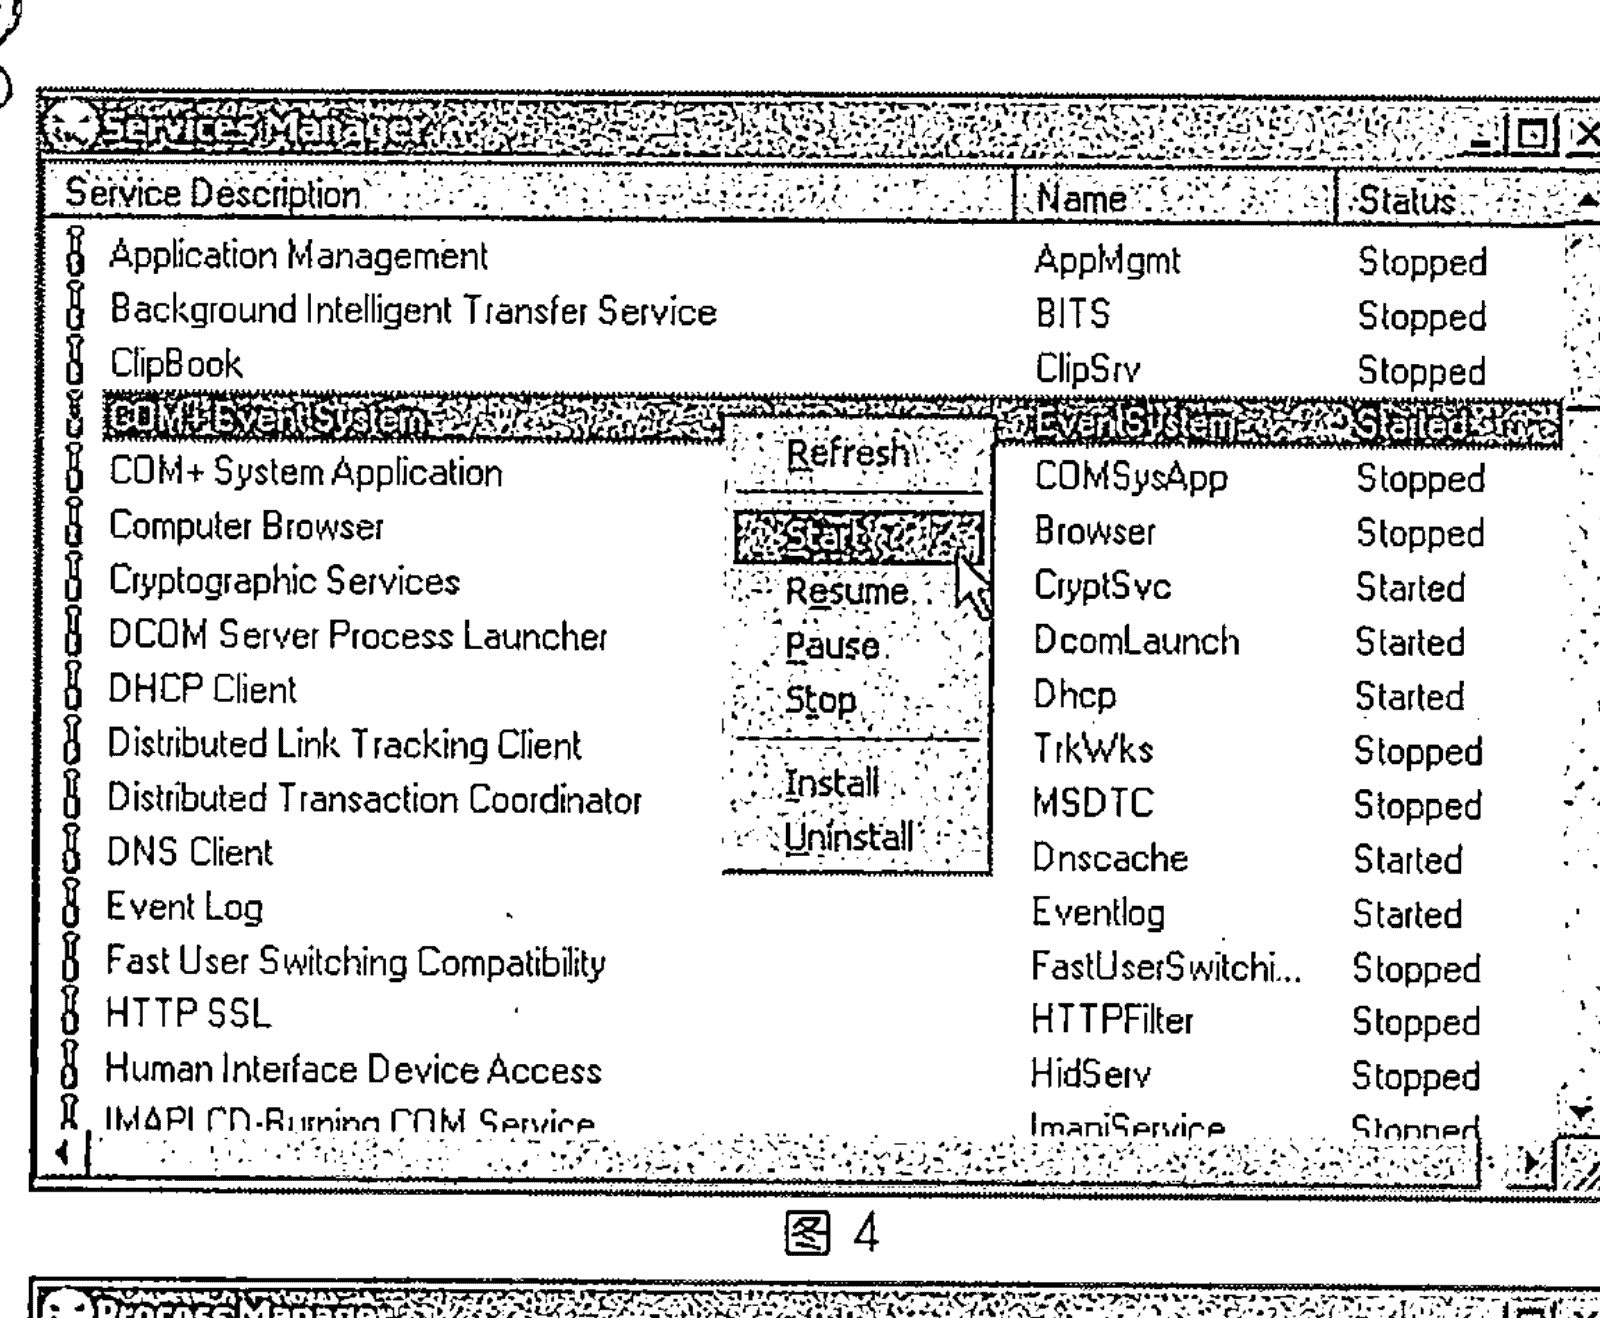 Services Manager
Service Description Name Status
Application Management AppMgmt Stopped
Background Intelligent Transfer Service BITS Stopped
ClipBook ClipSrv Stopped
COM+ Event System EventSystem Started
Refresh
COM+ System Application COMSysApp Stopped
Start
Computer Browser Browser Stopped
Cryptographic Services Resume CryptSvc Started
DCOM Server Process Launcher Pause DcomLaunch Started
DHCP Client Stop Dhcp Started
Distributed Link Tracking Client TrkWks Stopped
Distributed Transaction Coordinator Install MSDTC Stopped
DNS Client Uninstall Dnscache Started
Event Log Eventlog Started
Fast User Switching Compatibility FastUserSwitchi... Stopped
HTTP SSL HTTPFilter Stopped
Human Interface Device Access HidServ Stopped
IMAPI CD-Burning COM Service ImapiService Stopped
图 4
Process Manager